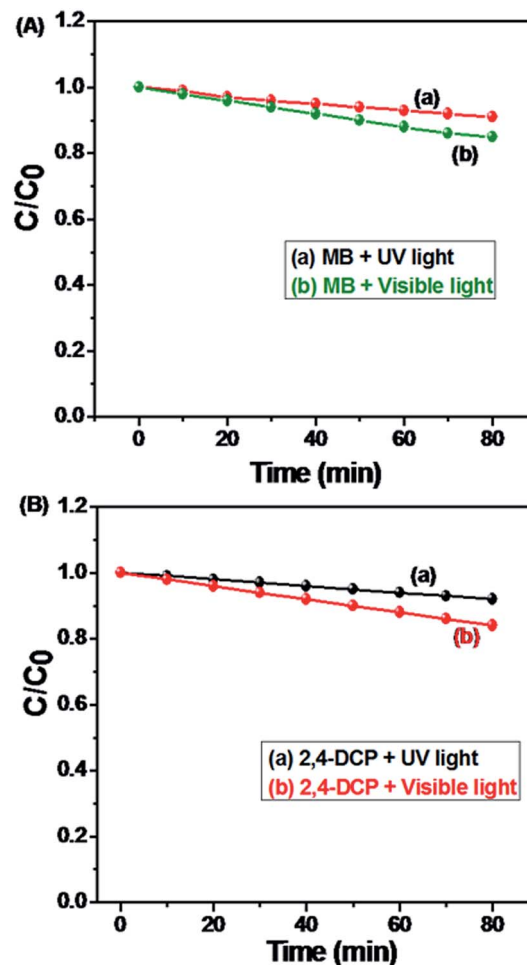 (A)
1.2
1.0
0.8
0.6
0.4
0.2
0.0
C/C0
(a)
(b)
(a) MB + UV light
(b) MB + Visible light
0 20 40 60 80
Time (min)
(B)
1.2
1.0
0.8
0.6
0.4
0.2
0.0
C/C0
(a)
(b)
(a) 2,4-DCP + UV light
(b) 2,4-DCP + Visible light
0 20 40 60 80
Time (min)